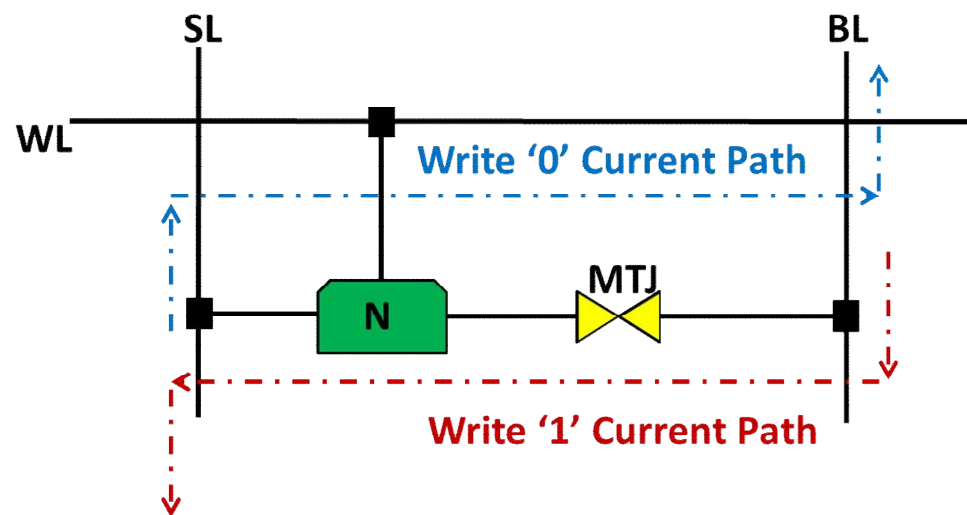 SL
BL
WL
Write ‘0’ Current Path
MTJ
N
Write ‘1’ Current Path